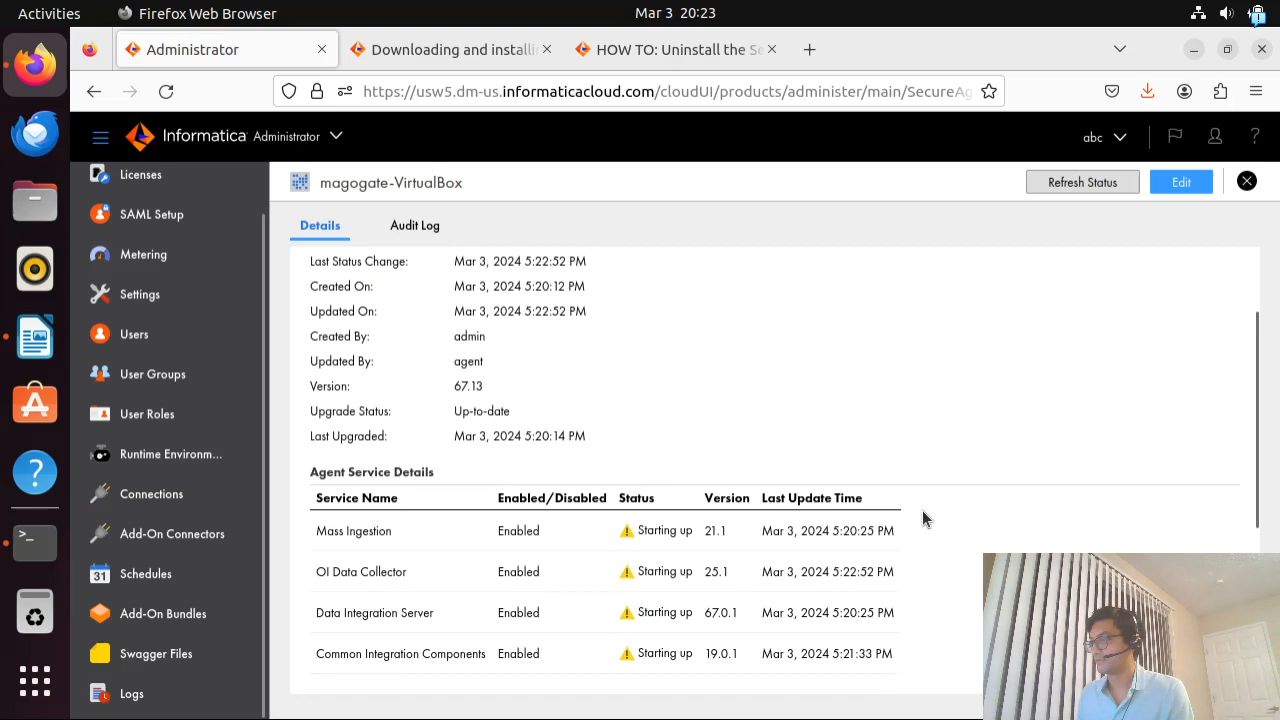 Activities
Firefox Web Browser
Mar 3 20:23
Administrator
Downloading and installi
HOW TO: Uninstall the Se
https://usw5.dm-us.informaticacloud.com/cloudUI/products/administer/main/SecureAg
Informatica Administrator
abc
Licenses
SAML Setup
Metering
Settings
Users
User Groups
User Roles
Runtime Environm...
Connections
Add-On Connectors
31
Schedules
Add-On Bundles
Swagger Files
Logs
magogate-VirtualBox
Refresh Status
Edit
Details
Audit Log
Last Status Change: Mar 3, 2024 5:22:52 PM
Created On: Mar 3, 2024 5:20:12 PM
Updated On: Mar 3, 2024 5:22:52 PM
Created By: admin
Updated By: agent
Version: 67.13
Upgrade Status: Up-to-date
Last Upgraded: Mar 3, 2024 5:20:14 PM
Agent Service Details
Service Name Enabled/Disabled Status Version Last Update Time
Mass Ingestion Enabled Starting up 21.1 Mar 3, 2024 5:20:25 PM
OI Data Collector Enabled Starting up 25.1 Mar 3, 2024 5:22:52 PM
Data Integration Server Enabled Starting up 67.0.1 Mar 3, 2024 5:20:25 PM
Common Integration Components Enabled Starting up 19.0.1 Mar 3, 2024 5:21:33 PM